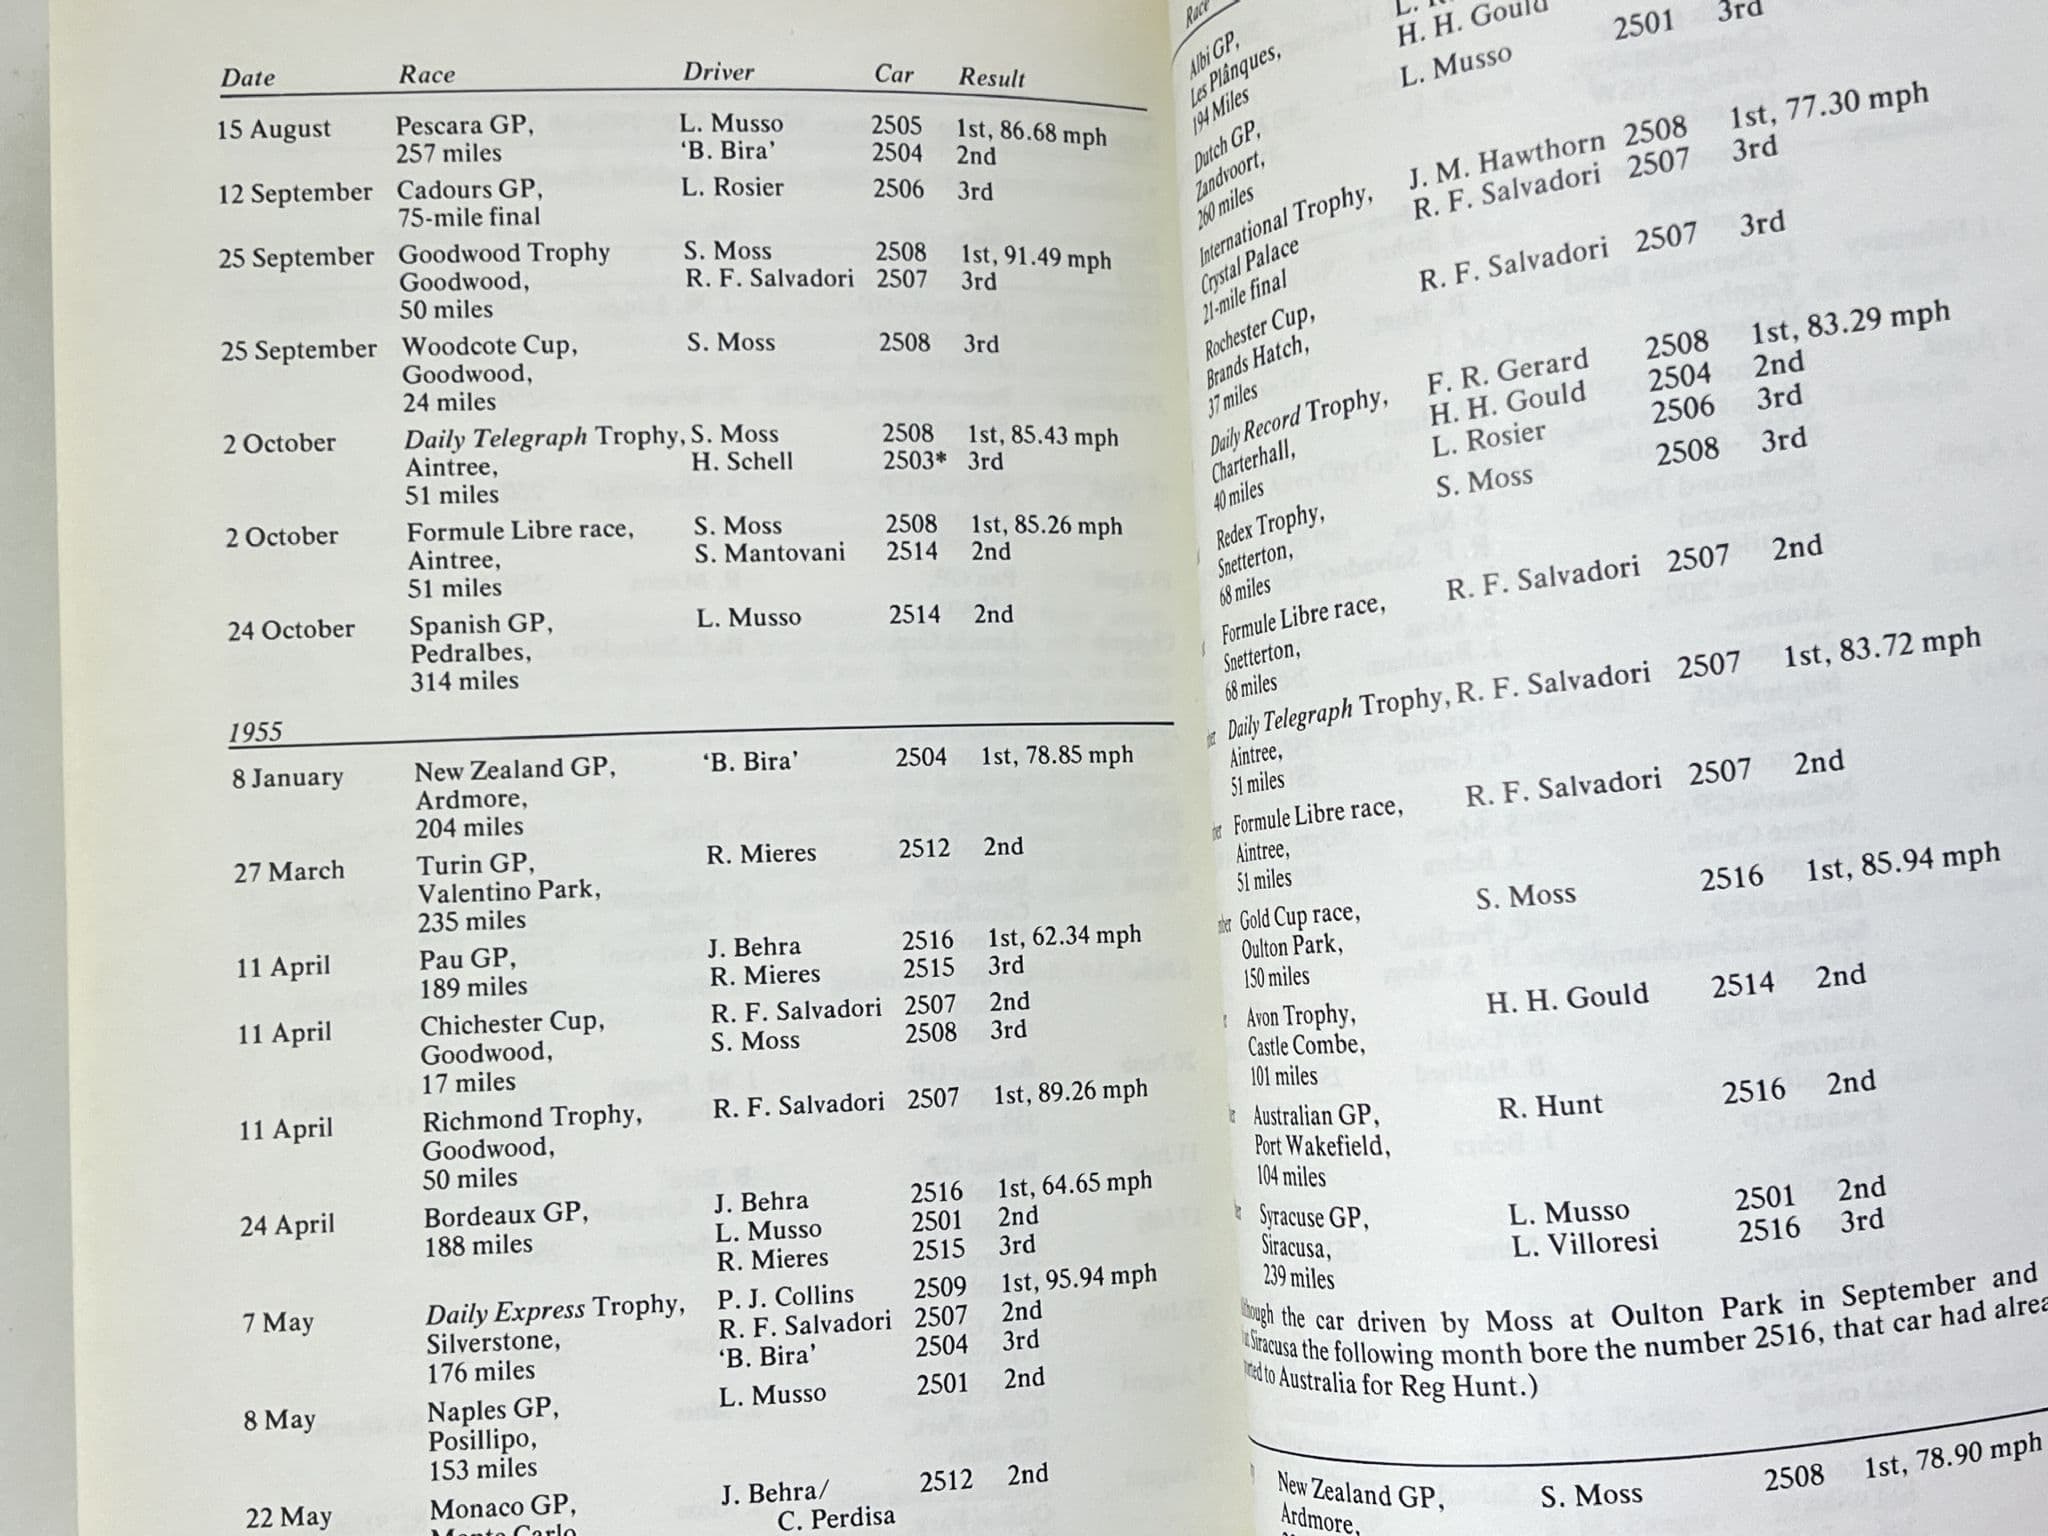 Date Race Driver Car Result
15 August Pescara GP, L. Musso 2505 1st, 86.68 mph
257 miles ‘B. Bira’ 2504 2nd
12 September Cadours GP, L. Rosier 2506 3rd
75-mile final
25 September Goodwood Trophy S. Moss 2508 1st, 91.49 mph
Goodwood, R. F. Salvadori 2507 3rd
50 miles
25 September Woodcote Cup, S. Moss 2508 3rd
Goodwood,
24 miles
2 October Daily Telegraph Trophy, S. Moss 2508 1st, 85.43 mph
Aintree, H. Schell 2503* 3rd
51 miles
2 October Formule Libre race, S. Moss 2508 1st, 85.26 mph
Aintree, S. Mantovani 2514 2nd
51 miles
24 October Spanish GP, L. Musso 2514 2nd
Pedralbes,
314 miles
1955
8 January New Zealand GP, ‘B. Bira’ 2504 1st, 78.85 mph
Ardmore,
204 miles
27 March Turin GP, R. Mieres 2512 2nd
Valentino Park,
235 miles
11 April Pau GP, J. Behra 2516 1st, 62.34 mph
189 miles R. Mieres 2515 3rd
11 April Chichester Cup, R. F. Salvadori 2507 2nd
Goodwood, S. Moss 2508 3rd
17 miles
11 April Richmond Trophy, R. F. Salvadori 2507 1st, 89.26 mph
Goodwood,
50 miles
24 April Bordeaux GP, J. Behra 2516 1st, 64.65 mph
188 miles L. Musso 2501 2nd
R. Mieres 2515 3rd
7 May Daily Express Trophy, P. J. Collins 2509 1st, 95.94 mph
Silverstone, R. F. Salvadori 2507 2nd
176 miles ‘B. Bira’ 2504 3rd
8 May Naples GP, L. Musso 2501 2nd
Posillipo,
153 miles
22 May Monaco GP, J. Behra/ 2512 2nd
C. Perdisa
Race
Albi GP,
Les Plânques, H. H. Gould
194 Miles
Dutch GP, L. Musso 2501 3rd
Zandvoort,
260 miles
International Trophy, J. M. Hawthorn 2508 1st, 77.30 mph
Crystal Palace R. F. Salvadori 2507 3rd
21-mile final
Rochester Cup, R. F. Salvadori 2507 3rd
Brands Hatch,
37 miles
Daily Record Trophy, F. R. Gerard 2508 1st, 83.29 mph
Charterhall, H. H. Gould 2504 2nd
40 miles L. Rosier 2506 3rd
Redex Trophy, S. Moss 2508 3rd
Snetterton,
68 miles
Formule Libre race, R. F. Salvadori 2507 2nd
Snetterton,
68 miles
Daily Telegraph Trophy, R. F. Salvadori 2507 1st, 83.72 mph
Aintree,
51 miles
Formule Libre race, R. F. Salvadori 2507 2nd
Aintree,
51 miles
Gold Cup race, S. Moss 2516 1st, 85.94 mph
Oulton Park,
150 miles
Avon Trophy, H. H. Gould 2514 2nd
Castle Combe,
101 miles
Australian GP, R. Hunt 2516 2nd
Port Wakefield,
104 miles
Syracuse GP, L. Musso 2501 2nd
Siracusa, L. Villoresi 2516 3rd
239 miles
the car driven by Moss at Oulton Park in September and
Siracusa the following month bore the number 2516, that car had
to Australia for Reg Hunt.)
New Zealand GP, S. Moss 2508 1st, 78.90 mph
Ardmore,